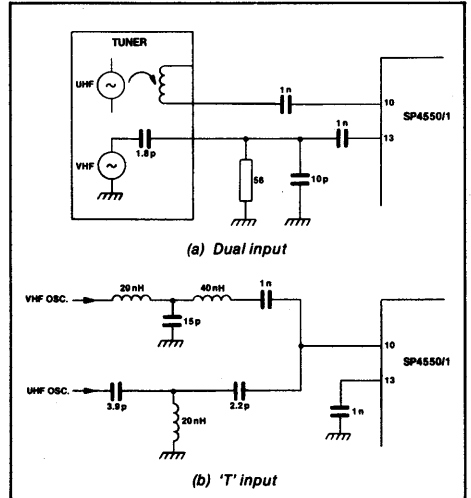 TUNER
UHF
1n
10
SP4550/1
13
1n
1.8p
VHF
56
10p
(a) Dual input
20nH
40nH
1n
VHF OSC.
15p
10
SP4550/1
13
UHF OSC.
3.9p
2.2p
1n
20nH
(b) 'T' input